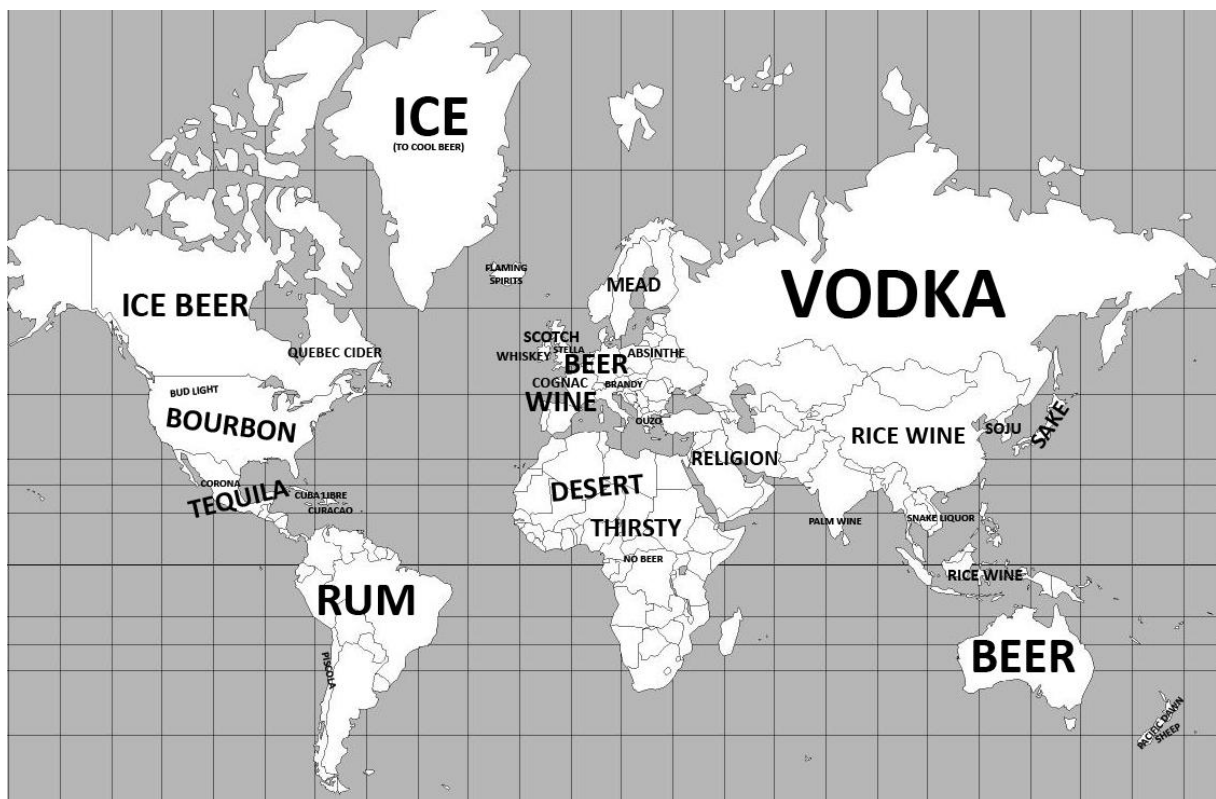 ICE
(TO COOL BEER)
FLAMING
SPIRITS
MEAD
VODKA
ICE BEER
SCOTCH
STELLA
WHISKEY
BEER
ABSINTHE
QUEBEC CIDER
COGNAC
BRANDY
WINE
OUZO
BUD LIGHT
BOURBON
RICE WINE
SOJU
SAKE
RELIGION
CORONA
TEQUILA
CUBA LIBRE
CURACAO
DESERT
THIRSTY
NO BEER
PALM WINE
SNAKE LIQUOR
RICE WINE
RUM
PISCOLA
BEER
PACIFIC DAWN
SHEEP